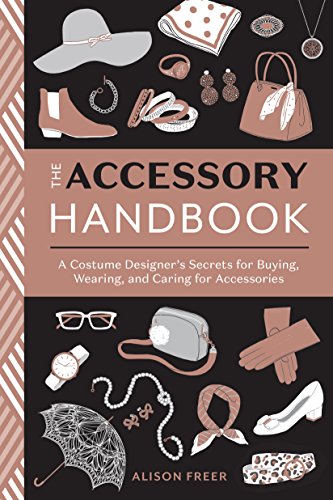 THE
ACCESSORY
HANDBOOK
A Costume Designer's Secrets for Buying,
Wearing, and Caring for Accessories
ALISON FREER